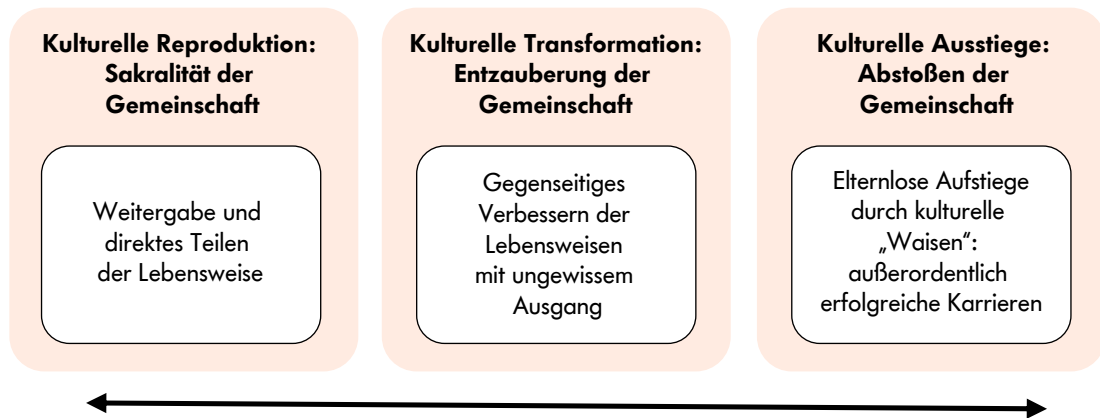 Kulturelle Reproduktion:
Sakralität der
Gemeinschaft
Weitergabe und
direktes Teilen
der Lebensweise
Kulturelle Transformation:
Entzauberung der
Gemeinschaft
Gegenseitiges
Verbessern der
Lebensweisen
mit ungewissem
Ausgang
Kulturelle Ausstiege:
Abstoßen der
Gemeinschaft
Elternlose Aufstiege
durch kulturelle
„Waisen“:
außerordentlich
erfolgreiche Karrieren